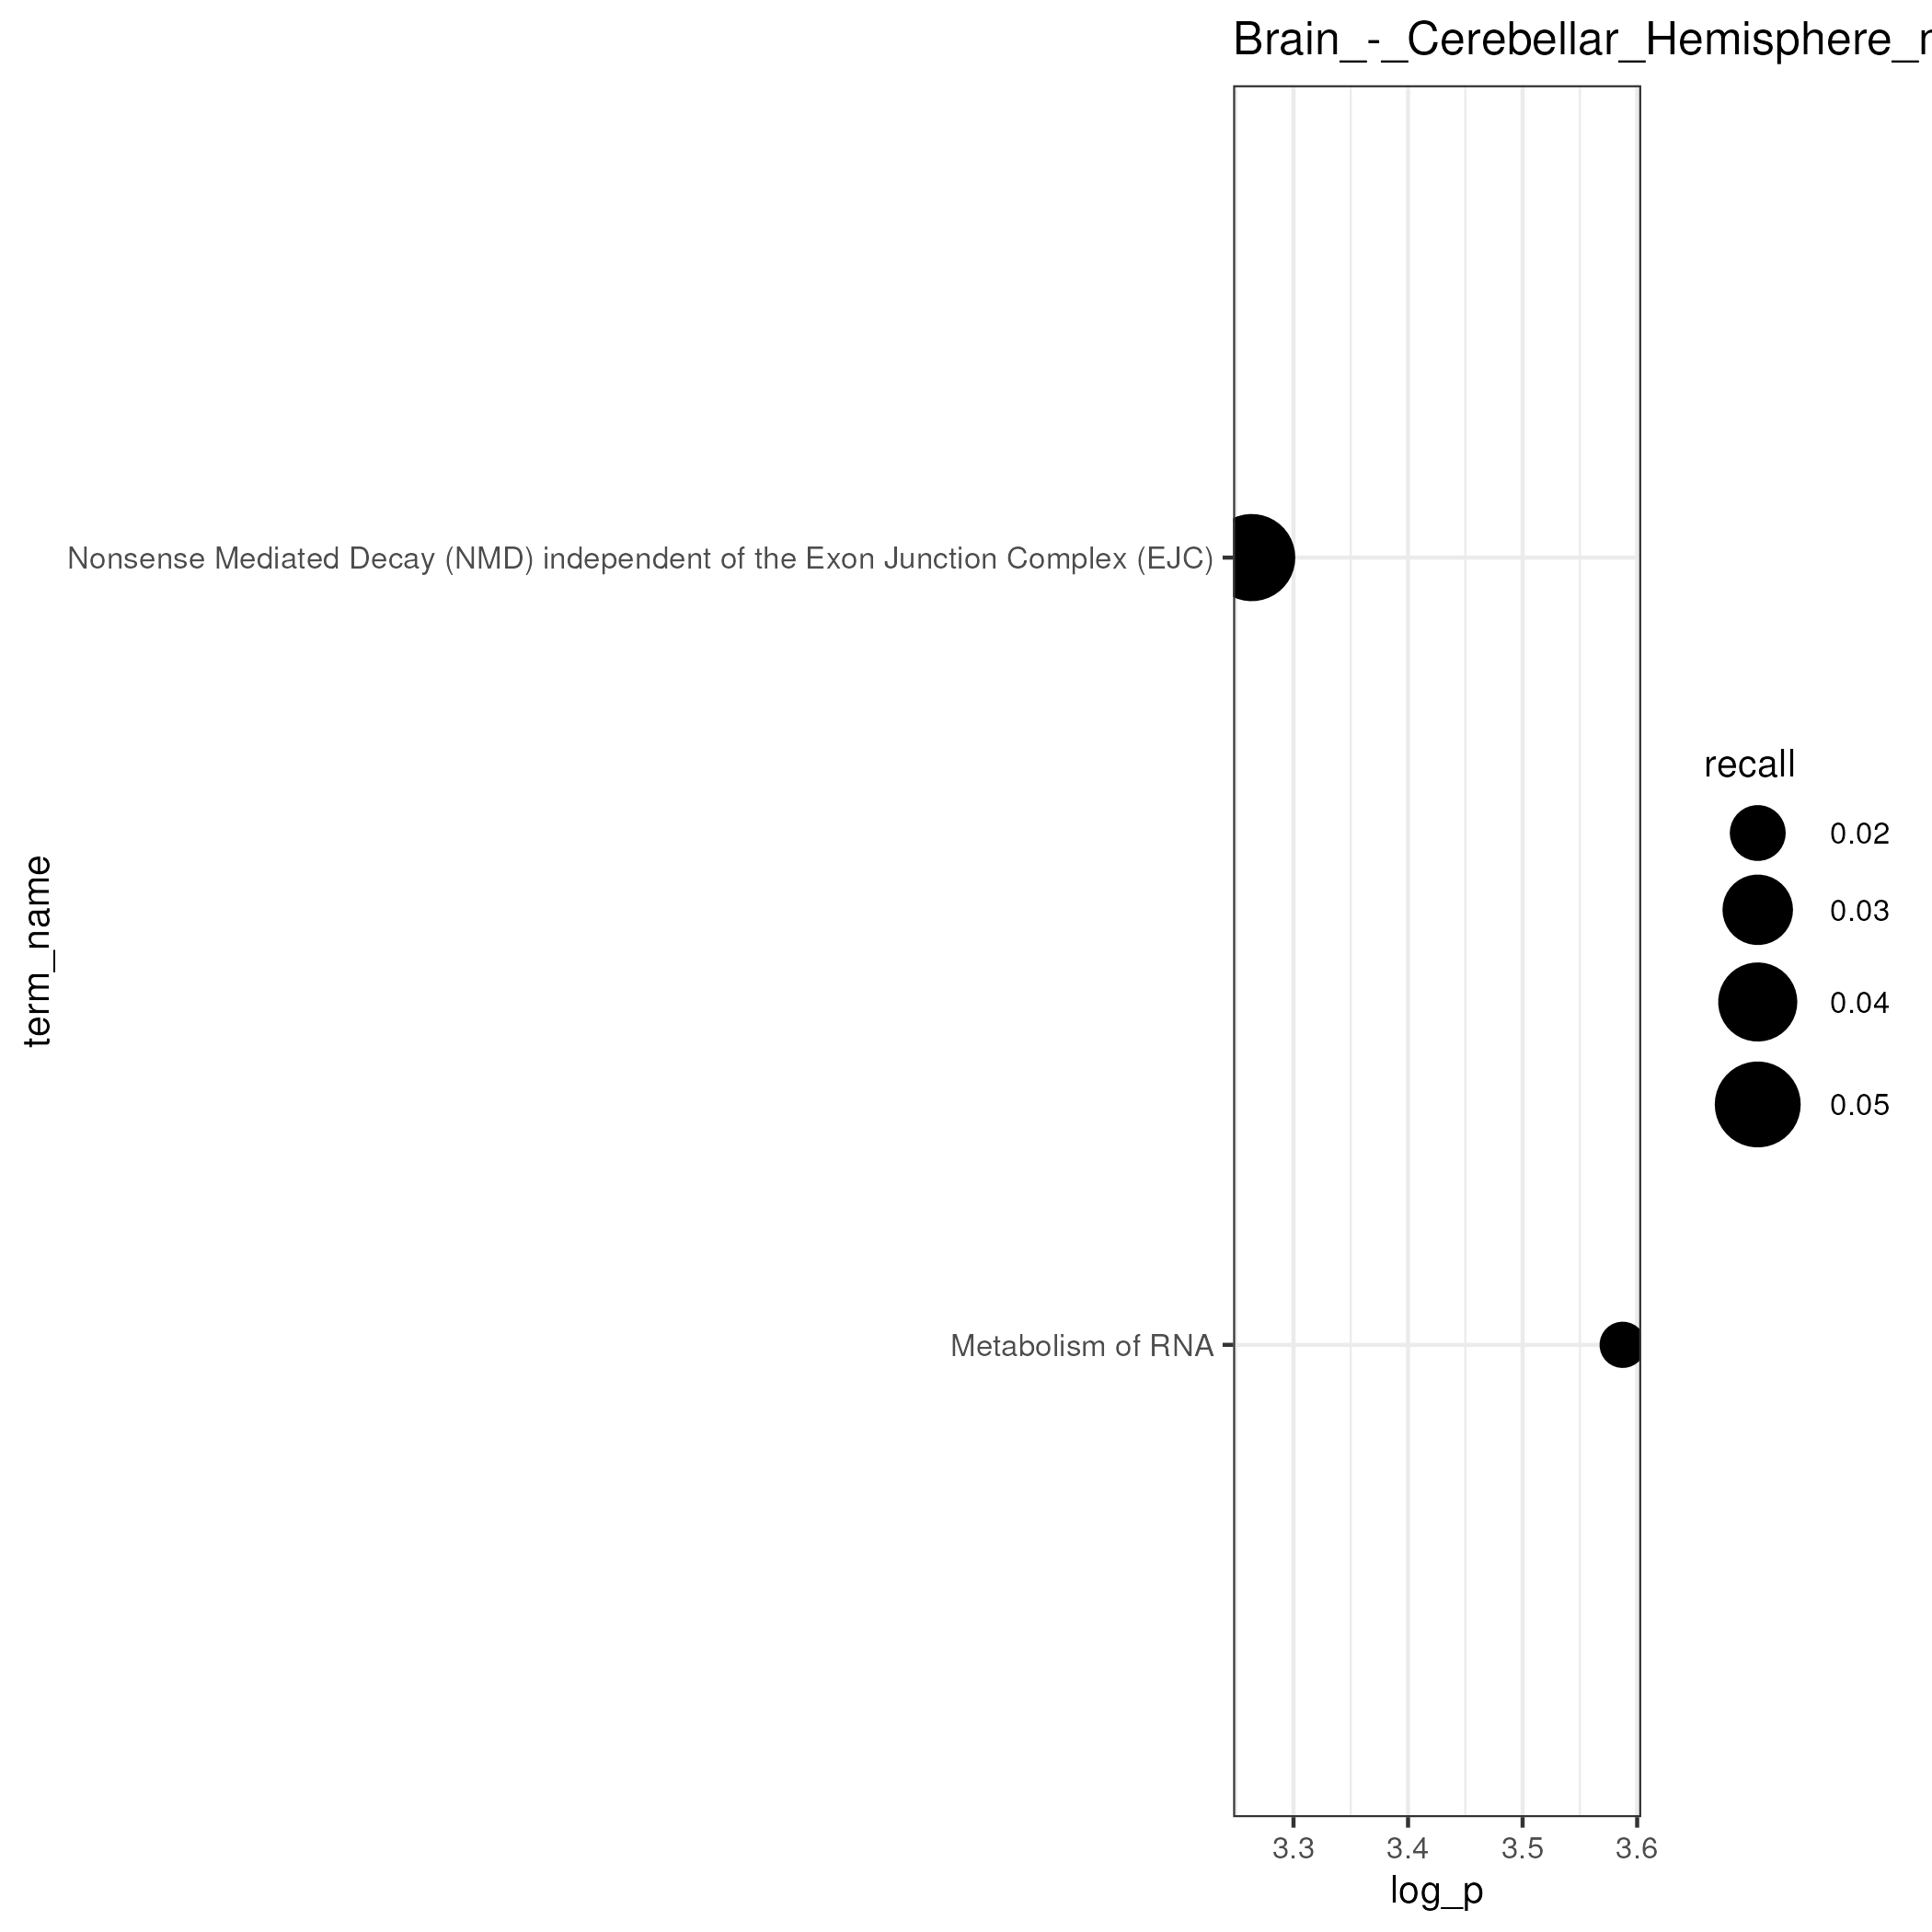 Brain_-_Cerebellar_Hemisphere_
Nonsense Mediated Decay (NMD) independent of the Exon Junction Complex (EJC)
term_name
Metabolism of RNA
recall
0.02
0.03
0.04
0.05
3.3 3.4 3.5 3.6
log_p